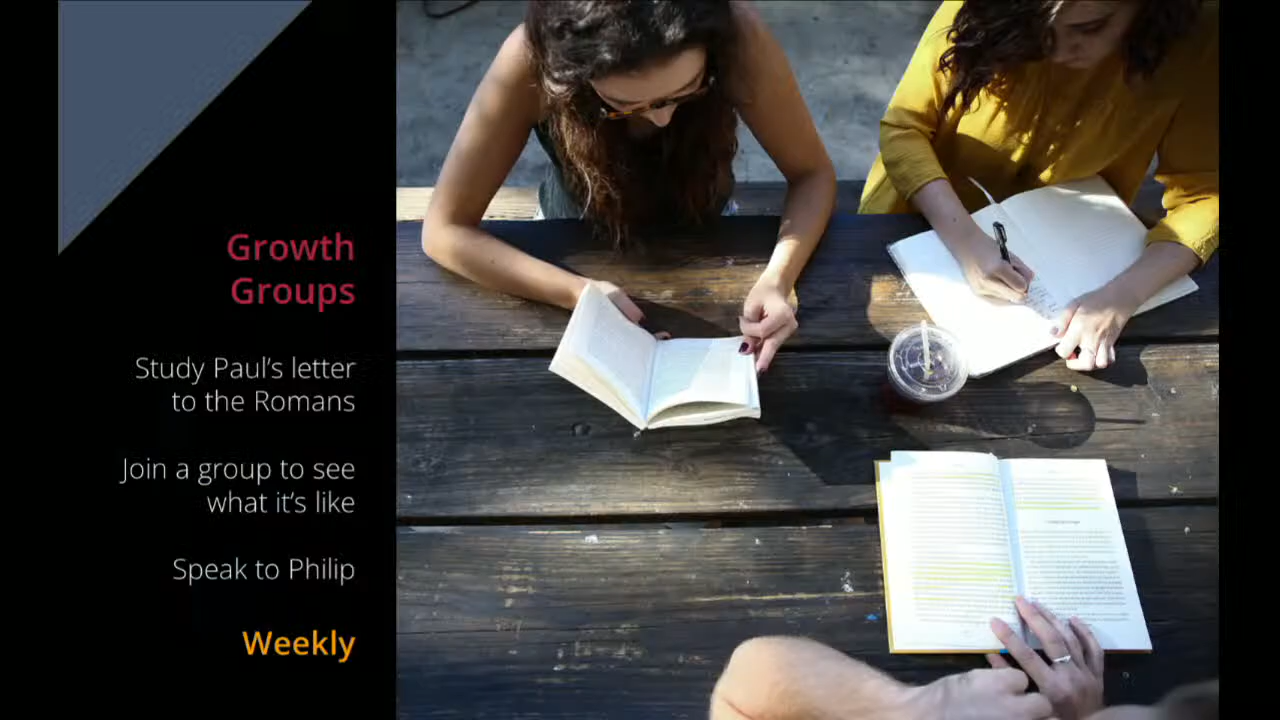 Growth
Groups
Study Paul's letter
to the Romans
Join a group to see
what it's like
Speak to Philip
Weekly